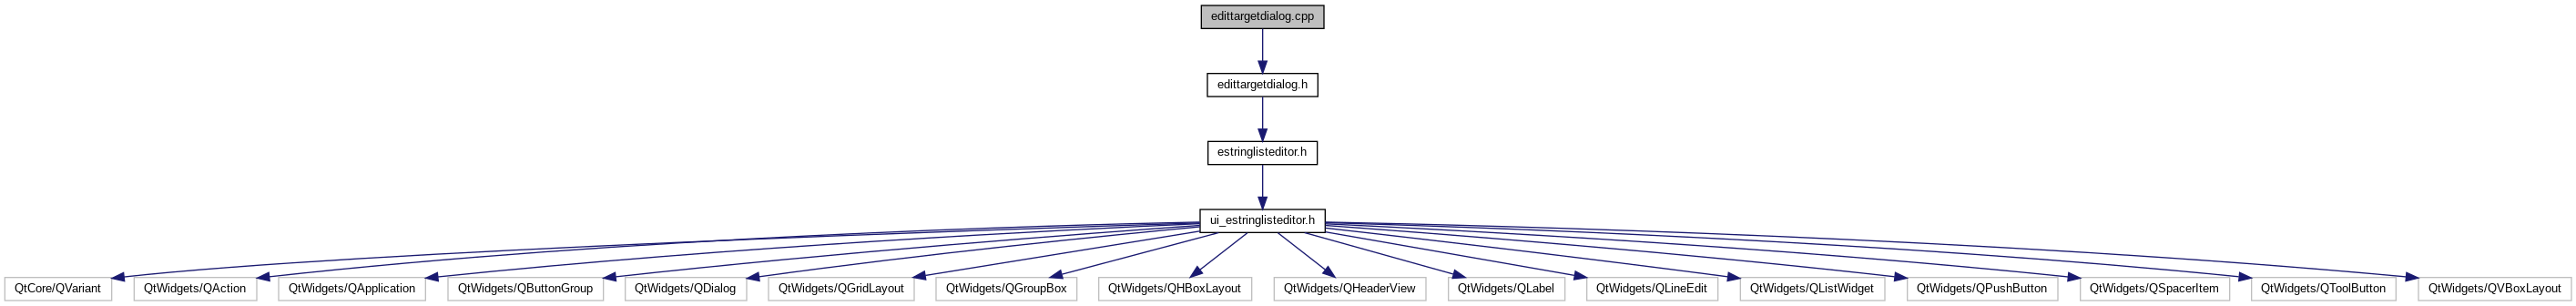 edittargetdialog.cpp
edittargetdialog.h
estringlisteditor.h
ui_estringlisteditor.h
QtCore/QVariant
QtWidgets/QAction
QtWidgets/QApplication
QtWidgets/QButtonGroup
QtWidgets/QDialog
QtWidgets/QGridLayout
QtWidgets/QGroupBox
QtWidgets/QHBoxLayout
QtWidgets/QHeaderView
QtWidgets/QLabel
QtWidgets/QLineEdit
QtWidgets/QListWidget
QtWidgets/QPushButton
QtWidgets/QSpacerItem
QtWidgets/QToolButton
QtWidgets/QVBoxLayout